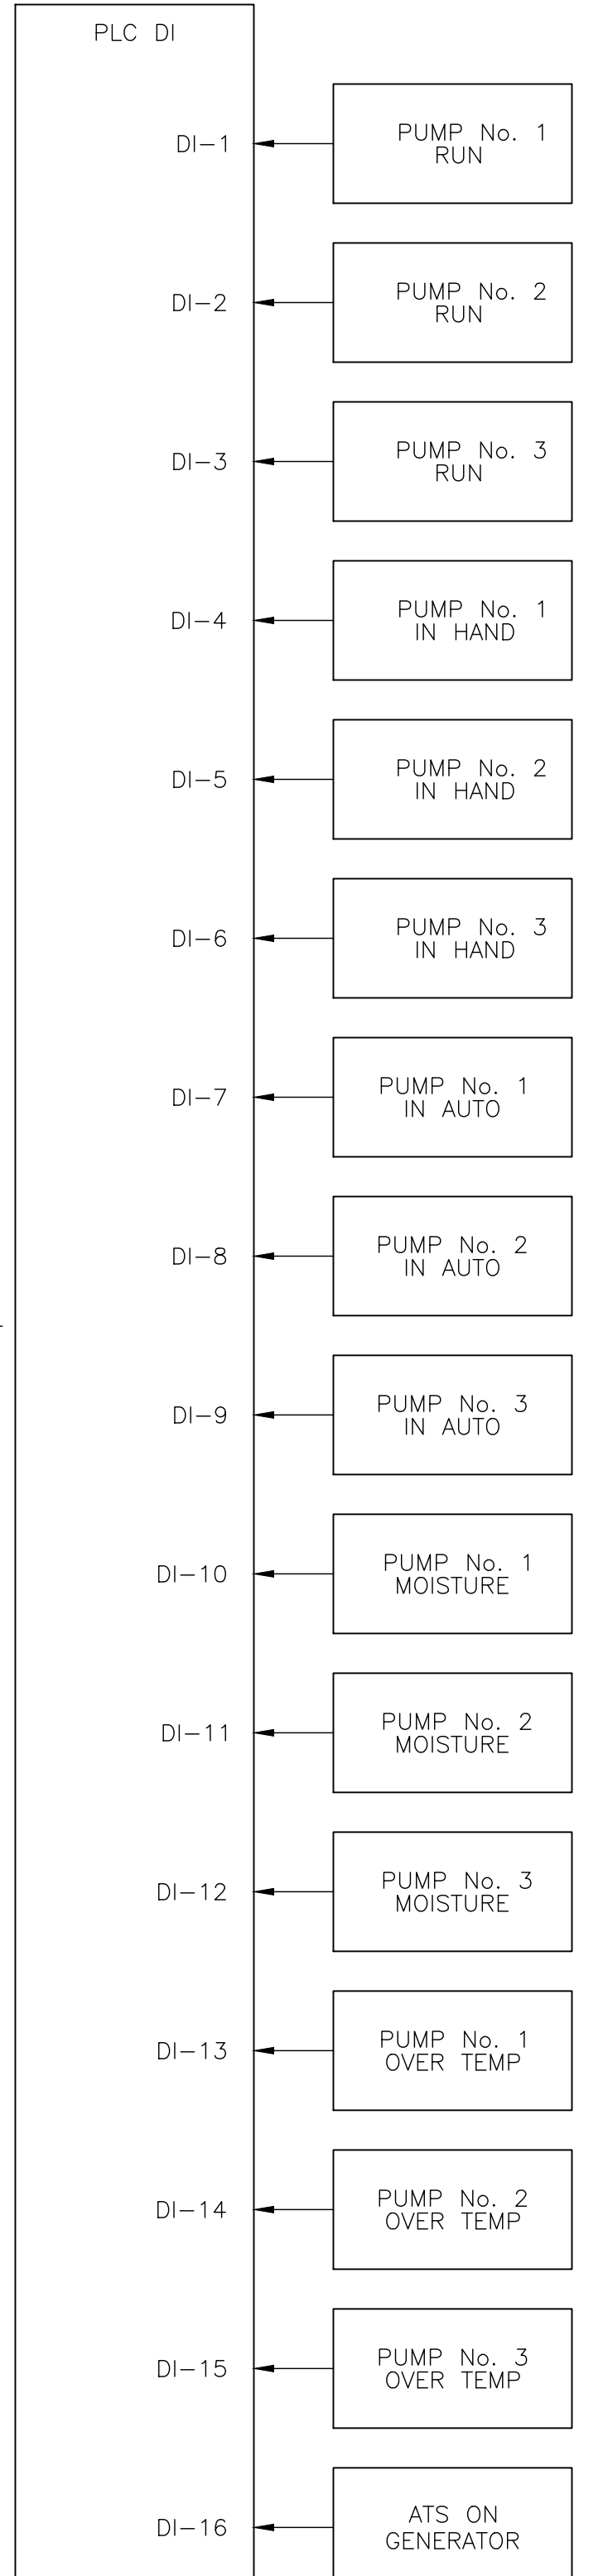 PLC DI
DI-1
PUMP No. 1
RUN
DI-2
PUMP No. 2
RUN
DI-3
PUMP No. 3
RUN
DI-4
PUMP No. 1
IN HAND
DI-5
PUMP No. 2
IN HAND
DI-6
PUMP No. 3
IN HAND
DI-7
PUMP No. 1
IN AUTO
DI-8
PUMP No. 2
IN AUTO
DI-9
PUMP No. 3
IN AUTO
DI-10
PUMP No. 1
MOISTURE
DI-11
PUMP No. 2
MOISTURE
DI-12
PUMP No. 3
MOISTURE
DI-13
PUMP No. 1
OVER TEMP
DI-14
PUMP No. 2
OVER TEMP
DI-15
PUMP No. 3
OVER TEMP
DI-16
ATS ON
GENERATOR